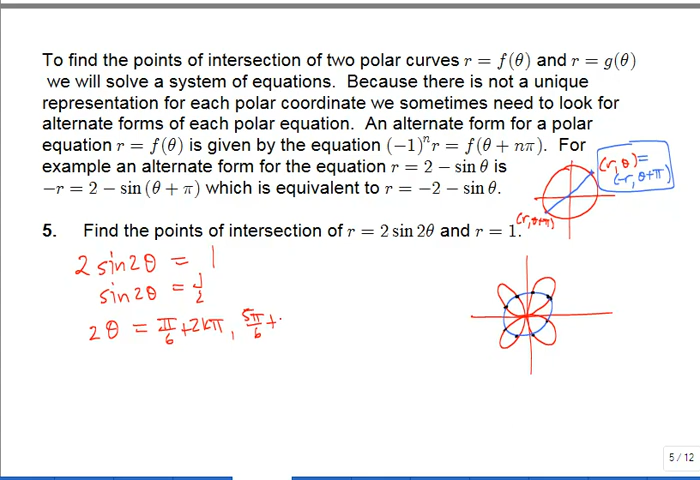 To find the points of intersection of two polar curves r = f(θ) and r = g(θ)
we will solve a system of equations. Because there is not a unique
representation for each polar coordinate we sometimes need to look for
alternate forms of each polar equation. An alternate form for a polar
equation r = f(θ) is given by the equation (−1)ⁿr = f(θ + nπ). For
example an alternate form for the equation r = 2 − sin θ is
−r = 2 − sin (θ + π) which is equivalent to r = −2 − sin θ.
(r, θ) =
(-r, θ+π)
(r, θ+π)
5. Find the points of intersection of r = 2 sin 2θ and r = 1.
2 sin 2θ = 1
sin 2θ = 1/2
2θ = π/6 + 2kπ, 5π/6 +
5 / 12